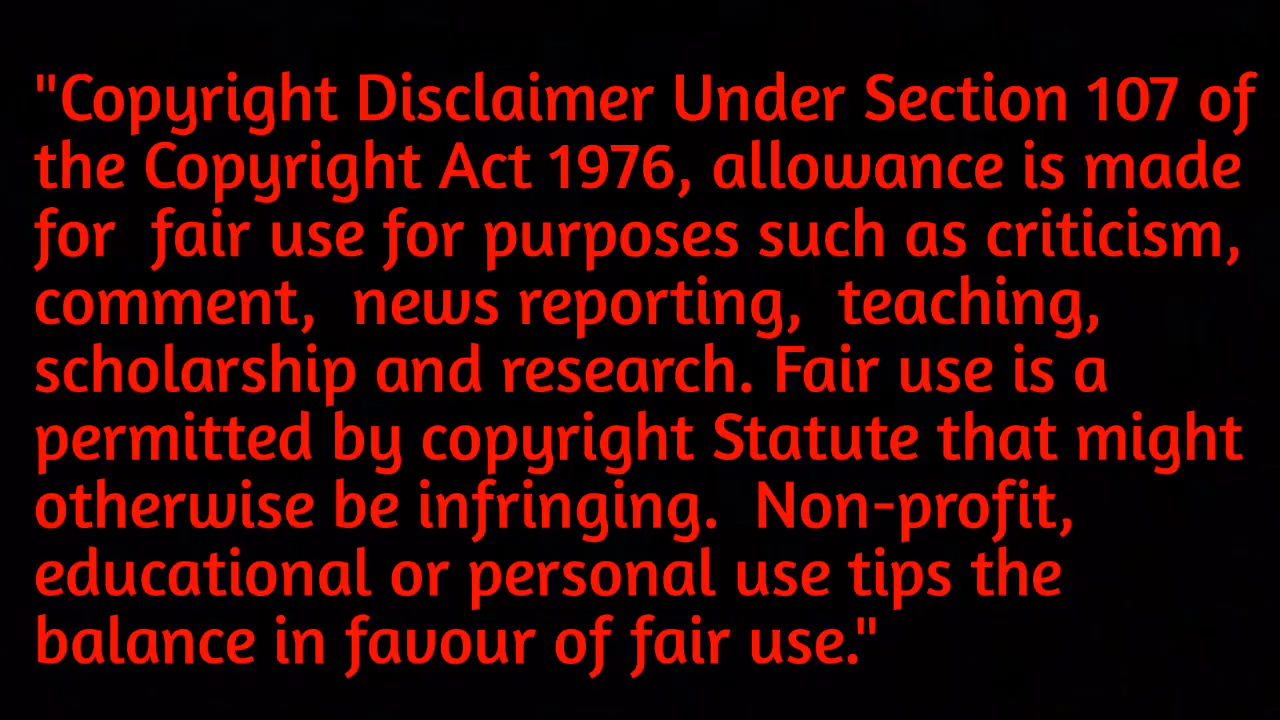 "Copyright Disclaimer Under Section 107 of
the Copyright Act 1976, allowance is made
for  fair use for purposes such as criticism,
comment,  news reporting,  teaching,
scholarship and research. Fair use is a
permitted by copyright Statute that might
otherwise be infringing.  Non-profit,
educational or personal use tips the
balance in favour of fair use."